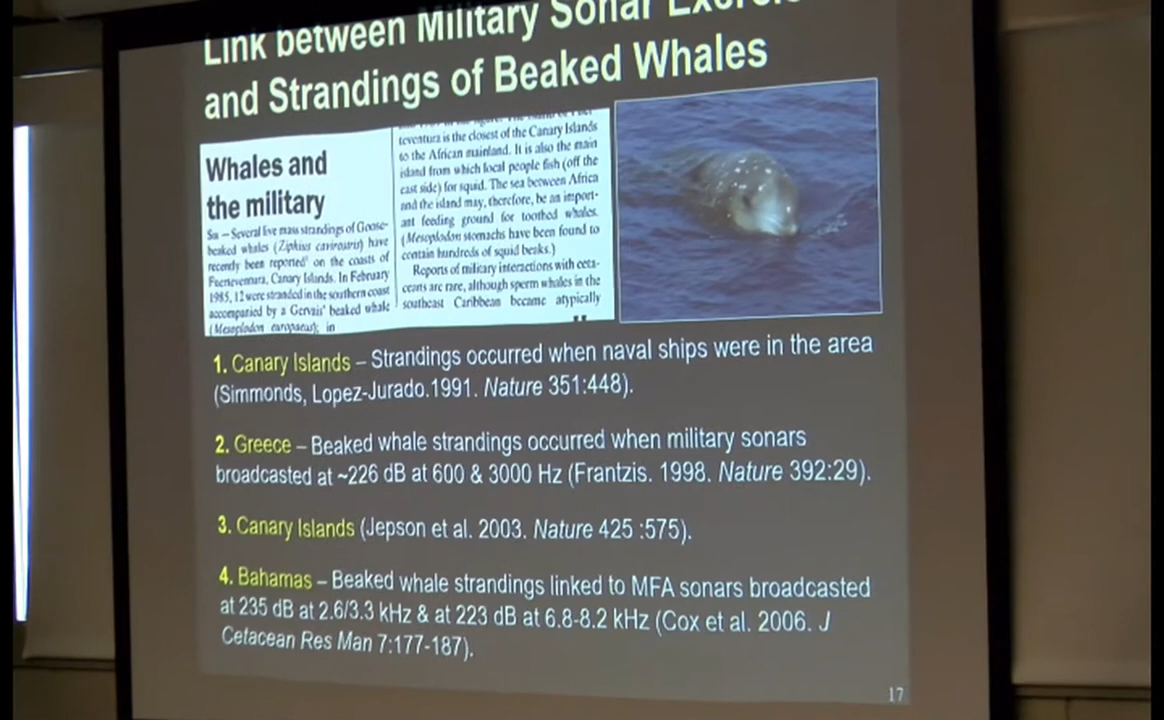 Link between Military Sonar
and Strandings of Beaked Whales
Whales and
the military
Sir – Several live mass strandings of Goose-
beaked whales (Ziphius cavirostris) have
recently been reported¹ on the coasts of
Fuerteventura, Canary Islands. In February
1985, 12 were stranded in the southern coast
accompanied by a Gervais' beaked whale
(Mesoplodon europaeus); in
teventura is the closest of the Canary Islands
to the African mainland. It is also the main
island from which local people fish (off the
east side) for squid. The sea between Africa
and the island may, therefore, be an import-
ant feeding ground for toothed whales.
(Mesoplodon stomachs have been found to
contain hundreds of squid beaks.)
Reports of military interactions with ceta-
ceans are rare, although sperm whales in the
southeast Caribbean became atypically
1. Canary Islands – Strandings occurred when naval ships were in the area
(Simmonds, Lopez-Jurado.1991. Nature 351:448).
2. Greece – Beaked whale strandings occurred when military sonars
broadcasted at ~226 dB at 600 & 3000 Hz (Frantzis. 1998. Nature 392:29).
3. Canary Islands (Jepson et al. 2003. Nature 425 :575).
4. Bahamas – Beaked whale strandings linked to MFA sonars broadcasted
at 235 dB at 2.6/3.3 kHz & at 223 dB at 6.8-8.2 kHz (Cox et al. 2006. J
Cetacean Res Man 7:177-187).
17